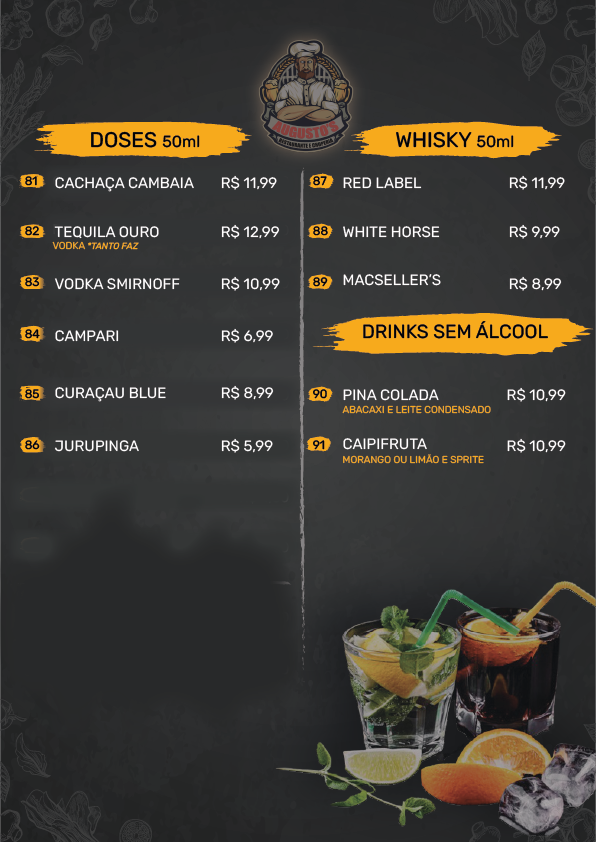 AUGUSTO'S
RESTAURANTE E CHOPERIA
DOSES 50ml
81 CACHAÇA CAMBAIA R$ 11,99
82 TEQUILA OURO R$ 12,99
VODKA *TANTO FAZ
83 VODKA SMIRNOFF R$ 10,99
84 CAMPARI R$ 6,99
85 CURAÇAU BLUE R$ 8,99
86 JURUPINGA R$ 5,99
WHISKY 50ml
87 RED LABEL R$ 11,99
88 WHITE HORSE R$ 9,99
89 MACSELLER’S R$ 8,99
DRINKS SEM ÁLCOOL
90 PINA COLADA R$ 10,99
ABACAXI E LEITE CONDENSADO
91 CAIPIFRUTA R$ 10,99
MORANGO OU LIMÃO E SPRITE